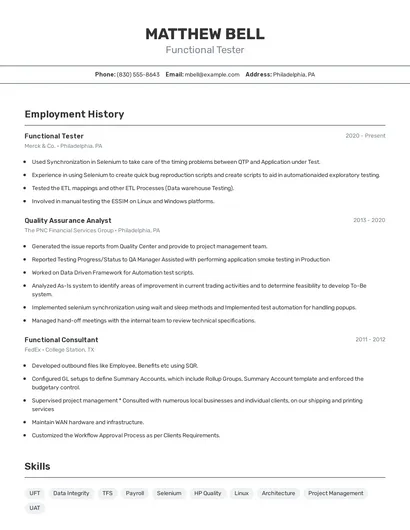 MATTHEW BELL
Functional Tester
Phone: (830) 555-8643 Email: mbell@example.com Address: Philadelphia, PA
Employment History
Functional Tester 2020 - Present
Merck & Co. • Philadelphia, PA
• Used Synchronization in Selenium to take care of the timing problems between QTP and Application under Test.
• Experience in using Selenium to create quick bug reproduction scripts and create scripts to aid in automationaided exploratory testing.
• Tested the ETL mappings and other ETL Processes (Data warehouse Testing).
• Involved in manual testing the ESSIM on Linux and Windows platforms.
Quality Assurance Analyst 2013 - 2020
The PNC Financial Services Group • Philadelphia, PA
• Generated the issue reports from Quality Center and provide to project management team.
• Reported Testing Progress/Status to QA Manager Assisted with performing application smoke testing in Production
• Worked on Data Driven Framework for Automation test scripts.
• Analyzed As-Is system to identify areas of improvement in current trading activities and to determine feasibility to develop To-Be
system.
• Implemented selenium synchronization using wait and sleep methods and Implemented test automation for handling popups.
• Managed hand-off meetings with the internal team to review technical specifications.
Functional Consultant 2011 - 2012
FedEx • College Station, TX
• Developed outbound files like Employee, Benefits etc using SQR.
• Configured GL setups to define Summary Accounts, which include Rollup Groups, Summary Account template and enforced the
budgetary control.
• Supervised project management * Consulted with numerous local businesses and individual clients, on our shipping and printing
services
• Maintain WAN hardware and infrastructure.
• Customized the Workflow Approval Process as per Clients Requirements.
Skills
UFT Data Integrity TFS Payroll Selenium HP Quality Linux Architecture Project Management
UAT